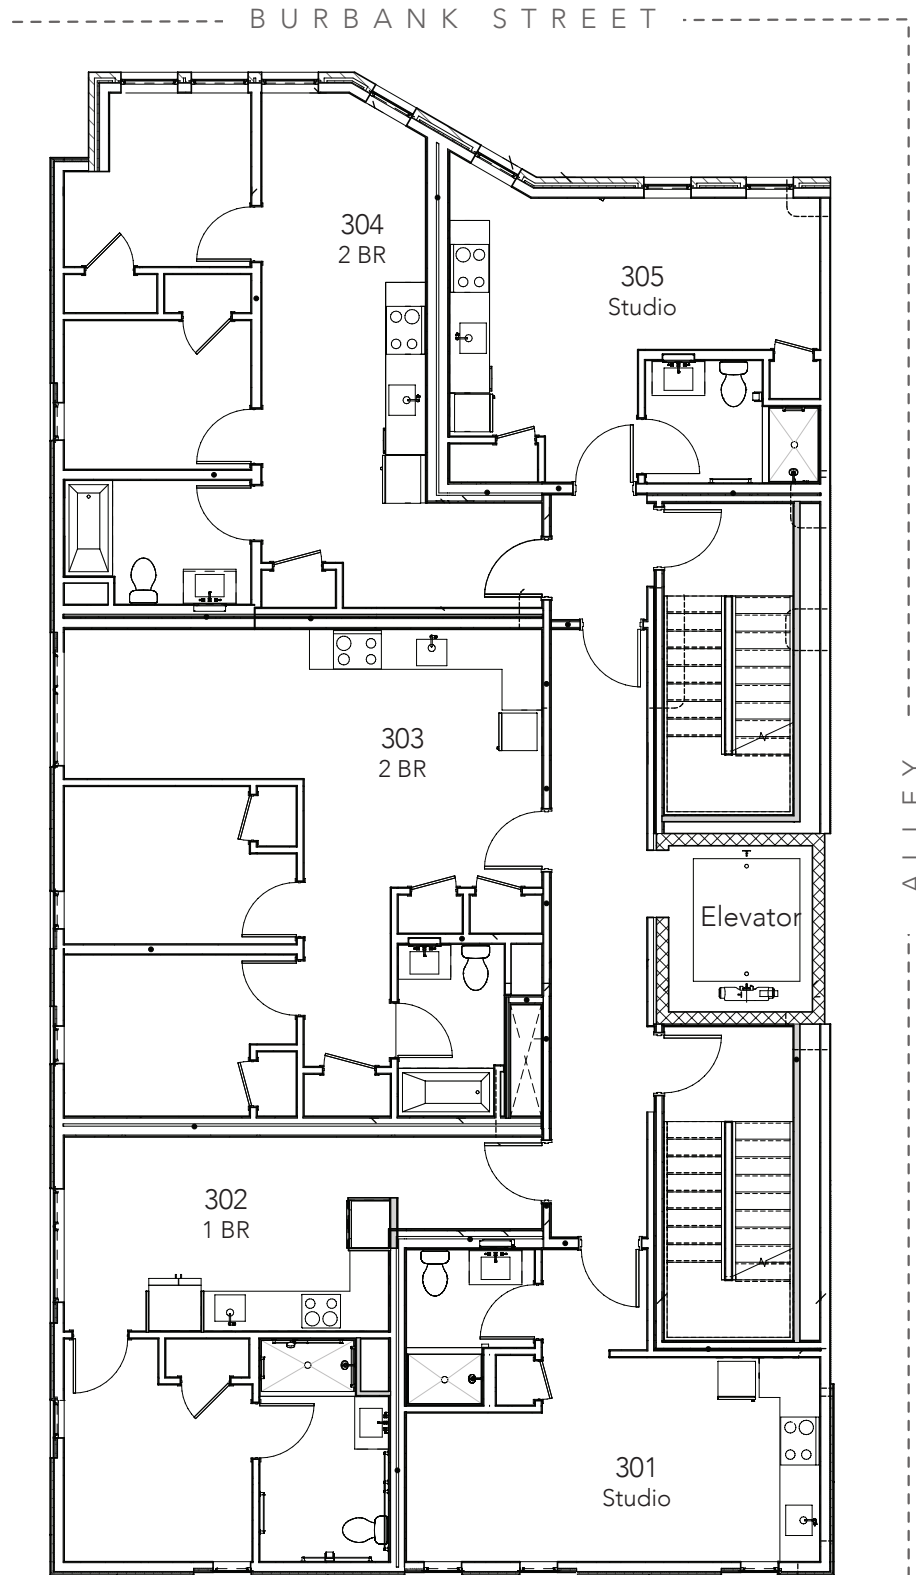 BURBANK STREET
304
2 BR
305
Studio
303
2 BR
ALLEY
Elevator
302
1 BR
301
Studio